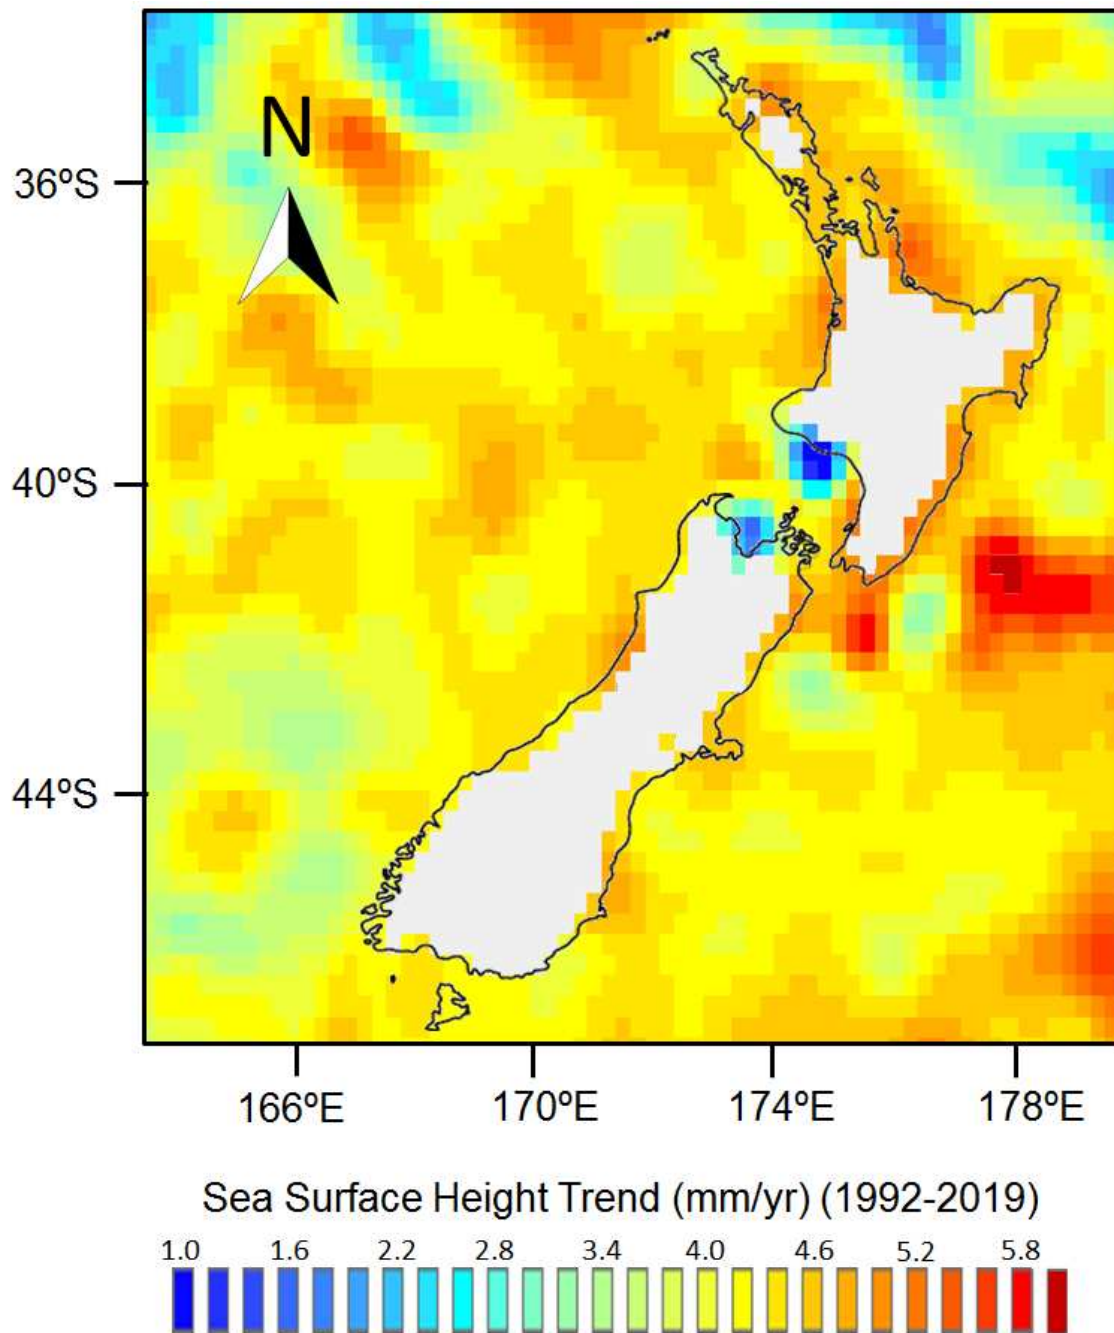 N
36ºS
40ºS
44ºS
166ºE 170ºE 174ºE 178ºE
Sea Surface Height Trend (mm/yr) (1992-2019)
1.0 1.6 2.2 2.8 3.4 4.0 4.6 5.2 5.8